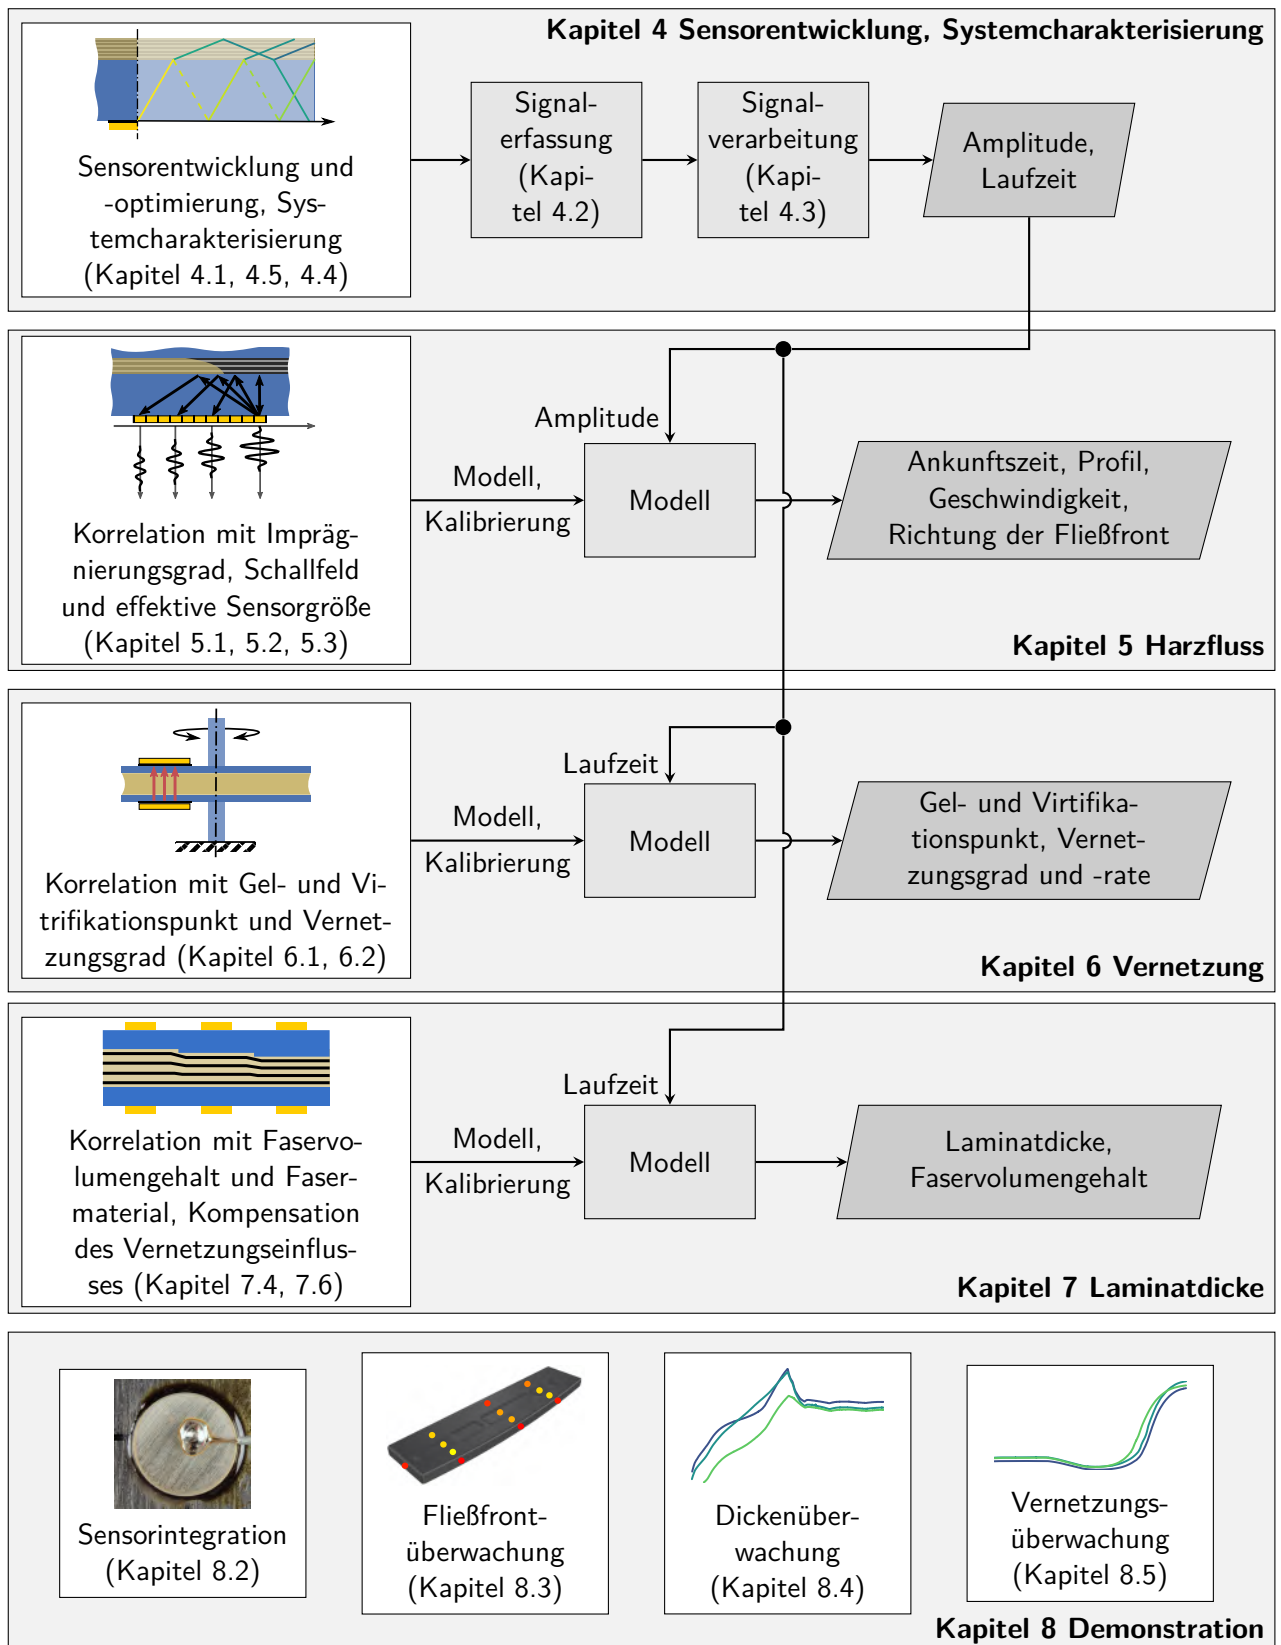 Kapitel 4 Sensorentwicklung, Systemcharakterisierung
Sensorentwicklung und
-optimierung, Sys-
temcharakterisierung
(Kapitel 4.1, 4.5, 4.4)
Signal-
erfassung
(Kapi-
tel 4.2)
Signal-
verarbeitung
(Kapi-
tel 4.3)
Amplitude,
Laufzeit
Korrelation mit Impräg-
nierungsgrad, Schallfeld
und effektive Sensorgröße
(Kapitel 5.1, 5.2, 5.3)
Modell,
Kalibrierung
Amplitude
Modell
Ankunftszeit, Profil,
Geschwindigkeit,
Richtung der Fließfront
Kapitel 5 Harzfluss
Korrelation mit Gel- und Vi-
trifikationspunkt und Vernet-
zungsgrad (Kapitel 6.1, 6.2)
Modell,
Kalibrierung
Laufzeit
Modell
Gel- und Virtifika-
tionspunkt, Vernet-
zungsgrad und -rate
Kapitel 6 Vernetzung
Korrelation mit Faservo-
lumengehalt und Faser-
material, Kompensation
des Vernetzungseinflus-
ses (Kapitel 7.4, 7.6)
Modell,
Kalibrierung
Laufzeit
Modell
Laminatdicke,
Faservolumengehalt
Kapitel 7 Laminatdicke
Sensorintegration
(Kapitel 8.2)
Fließfront-
überwachung
(Kapitel 8.3)
Dickenüber-
wachung
(Kapitel 8.4)
Vernetzungs-
überwachung
(Kapitel 8.5)
Kapitel 8 Demonstration